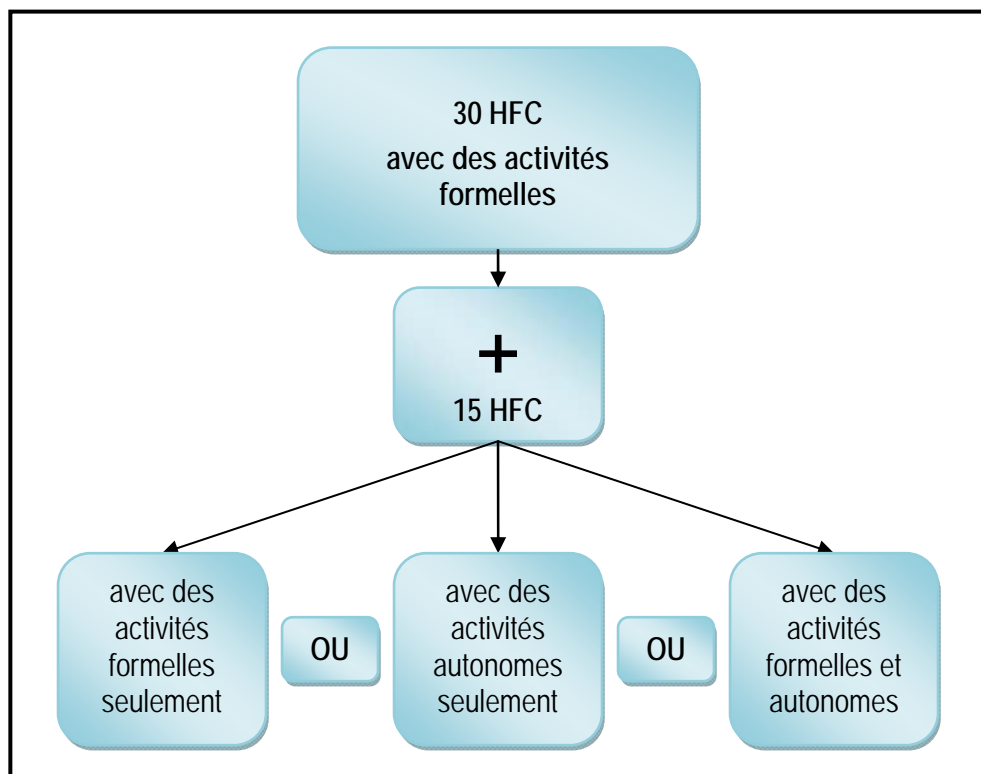 30 HFC
avec des activités
formelles
+
15 HFC
avec des
activités
formelles
seulement
OU
avec des
activités
autonomes
seulement
OU
avec des
activités
formelles et
autonomes